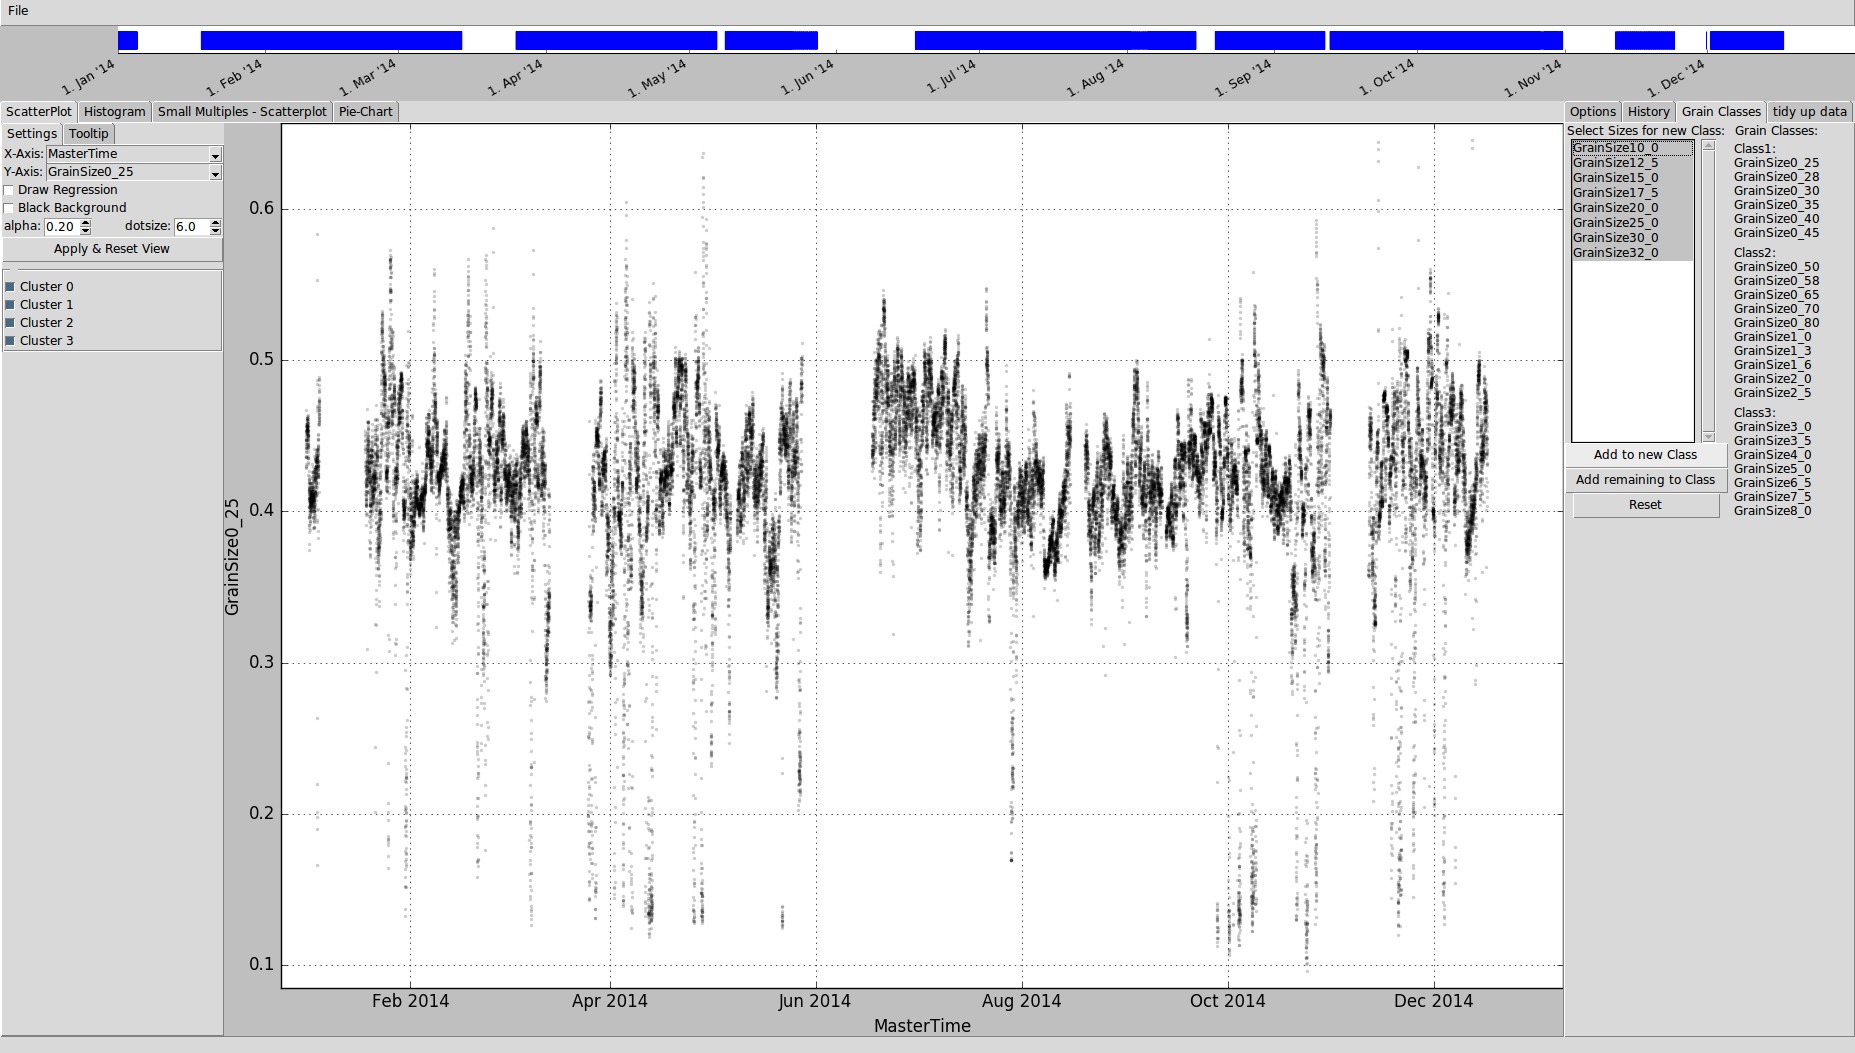 File
1. Jan '14
1. Feb '14
1. Mar '14
1. Apr '14
1. May '14
1. Jun '14
1. Jul '14
1. Aug '14
1. Sep '14
1. Oct '14
1. Nov '14
1. Dec '14
ScatterPlot Histogram Small Multiples - Scatterplot Pie-Chart
Settings Tooltip
X-Axis: MasterTime
Y-Axis: GrainSize0_25
Draw Regression
Black Background
alpha: 0.20 dotsize: 6.0
Apply & Reset View
Cluster 0
Cluster 1
Cluster 2
Cluster 3
GrainSize0_25
0.6
0.5
0.4
0.3
0.2
0.1
Feb 2014 Apr 2014 Jun 2014 Aug 2014 Oct 2014 Dec 2014
MasterTime
Options History Grain Classes tidy up data
Select Sizes for new Class:
GrainSize10_0
GrainSize12_5
GrainSize15_0
GrainSize17_5
GrainSize20_0
GrainSize25_0
GrainSize30_0
GrainSize32_0
Add to new Class
Add remaining to Class
Reset
Grain Classes:
Class1:
GrainSize0_25
GrainSize0_28
GrainSize0_30
GrainSize0_35
GrainSize0_40
GrainSize0_45
Class2:
GrainSize0_50
GrainSize0_58
GrainSize0_65
GrainSize0_70
GrainSize0_80
GrainSize1_0
GrainSize1_3
GrainSize1_6
GrainSize2_0
GrainSize2_5
Class3:
GrainSize3_0
GrainSize3_5
GrainSize4_0
GrainSize5_0
GrainSize6_5
GrainSize7_5
GrainSize8_0